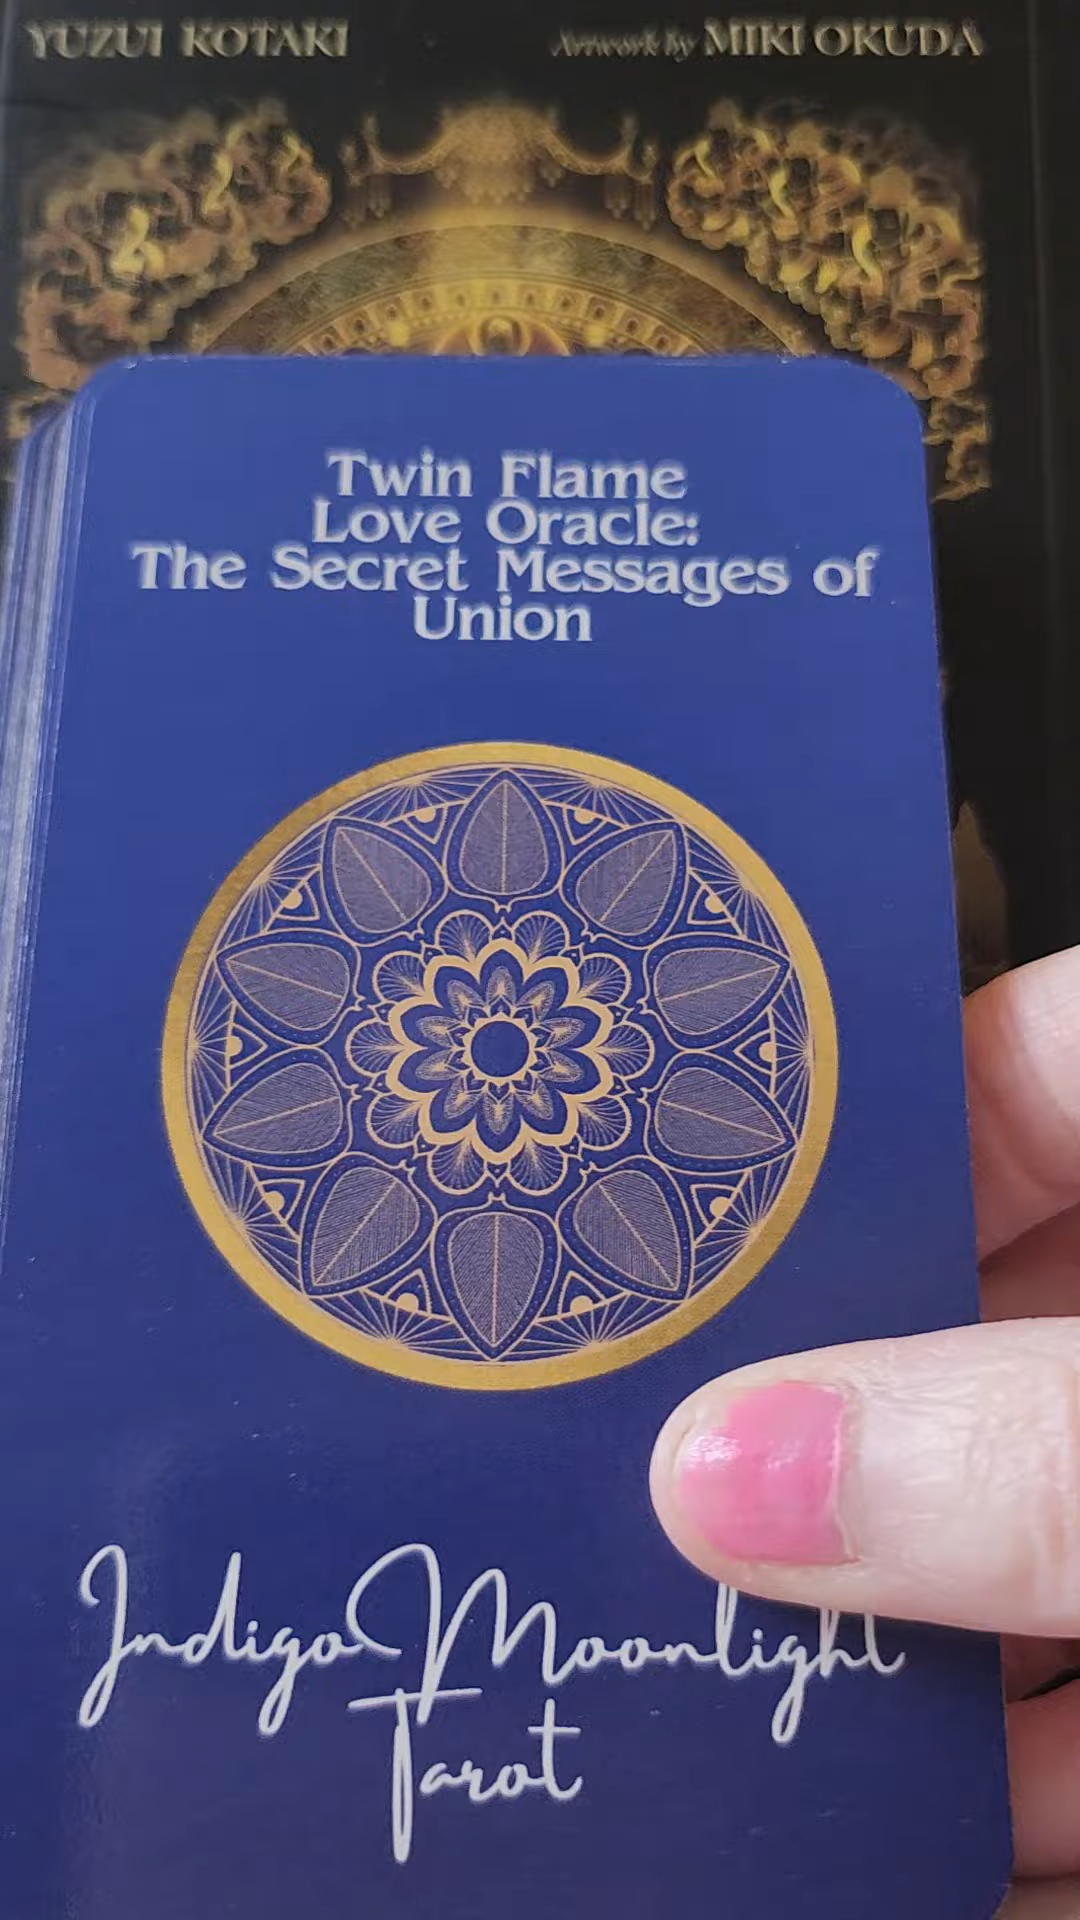 YUZUI KOTAKI
Artwork by MIKI OKUDA
Twin Flame
Love Oracle:
The Secret Messages of
Union
Indigo Moonlight
Tarot